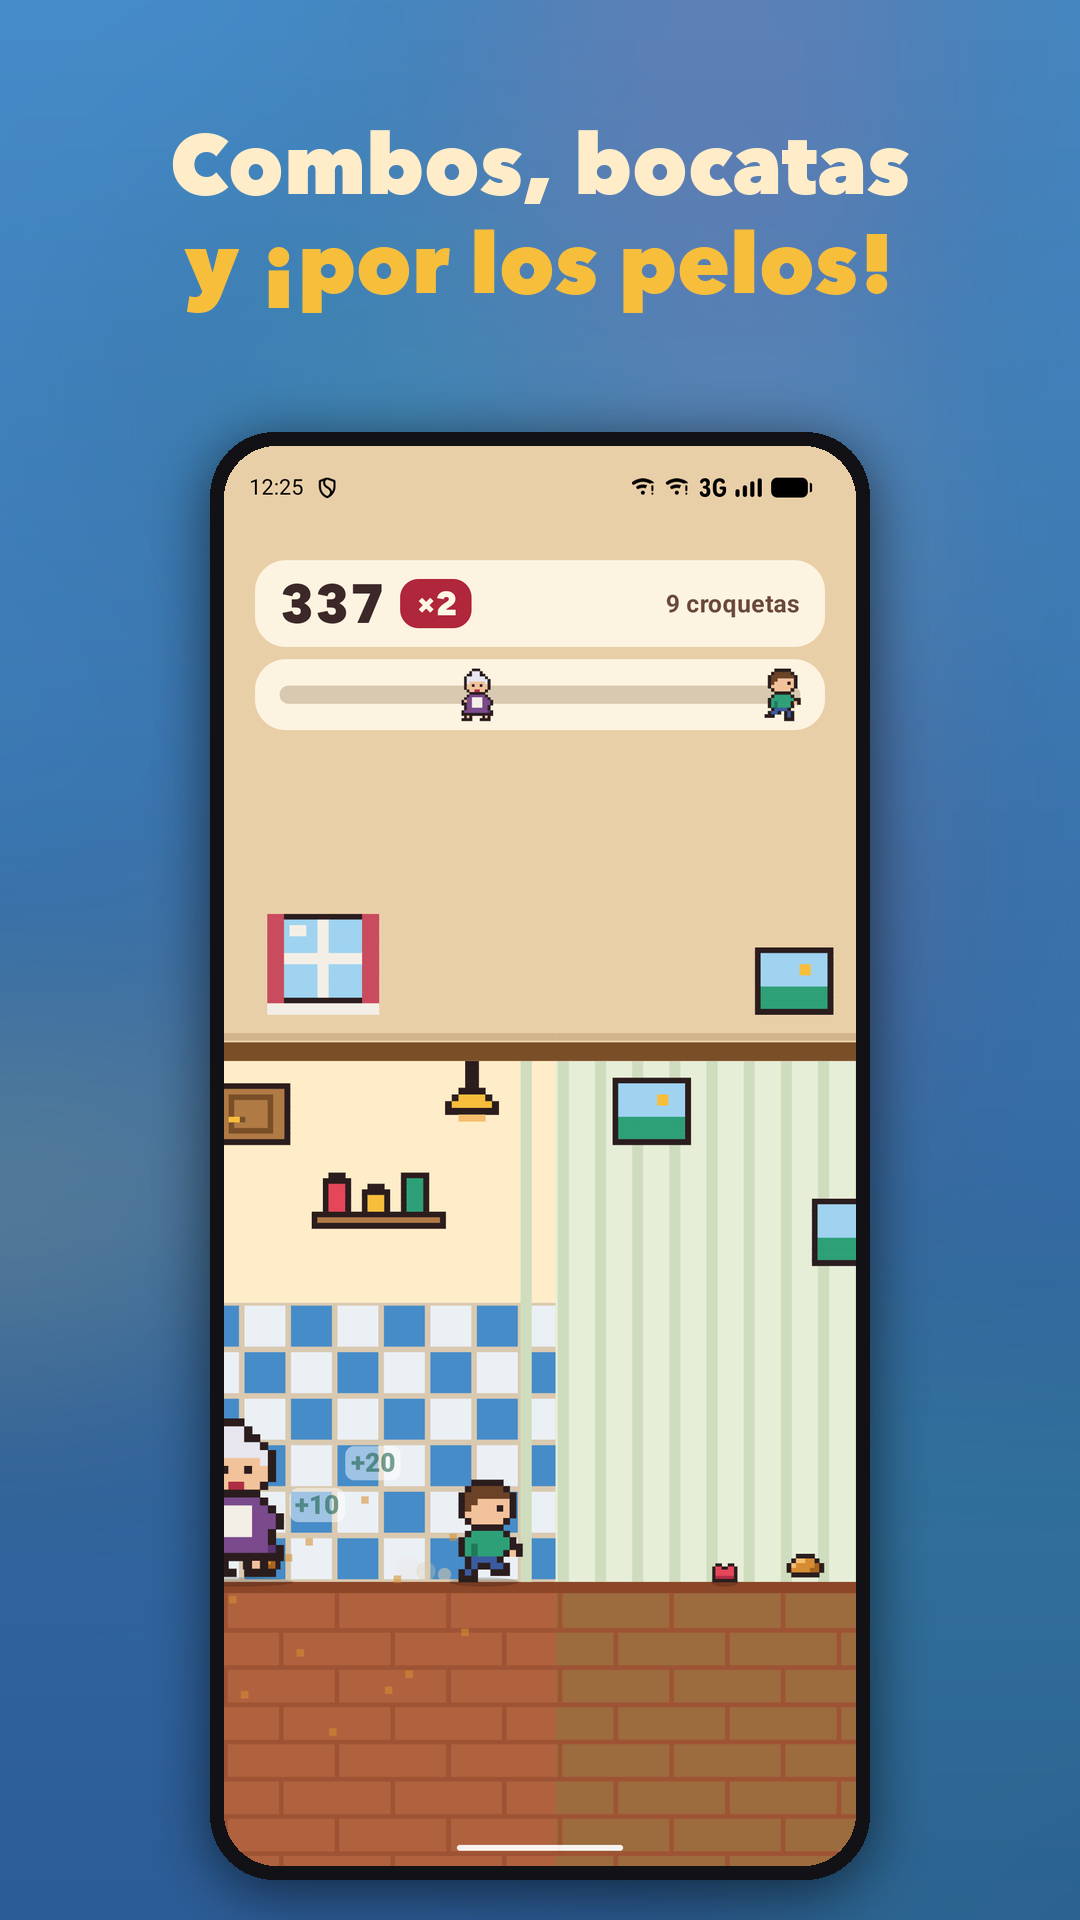 Combos, bocatas
y ¡por los pelos!
12:25 3G
337 ×2 9 croquetas
+20
+10